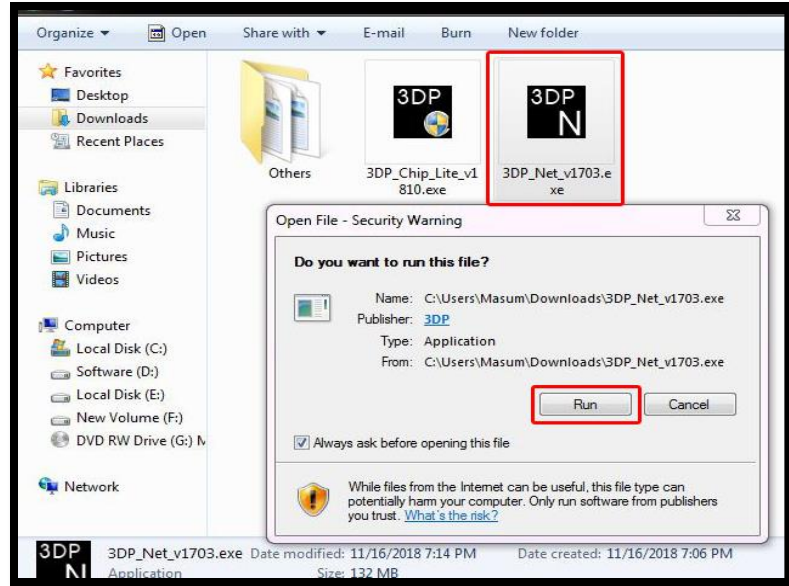 Organize Open Share with E-mail Burn New folder
Favorites
Desktop
Downloads
Recent Places
Libraries
Documents
Music
Pictures
Videos
Computer
Local Disk (C:)
Software (D:)
Local Disk (E:)
New Volume (F:)
DVD RW Drive (G:) M
Network
Others
3DP
3DP_Chip_Lite_v1
810.exe
3DP
N
3DP_Net_v1703.e
xe
Open File - Security Warning
Do you want to run this file?
Name: C:\Users\Masum\Downloads\3DP_Net_v1703.exe
Publisher: 3DP
Type: Application
From: C:\Users\Masum\Downloads\3DP_Net_v1703.exe
Run Cancel
Always ask before opening this file
While files from the Internet can be useful, this file type can
potentially harm your computer. Only run software from publishers
you trust. What's the risk?
3DP
N
3DP_Net_v1703.exe Date modified: 11/16/2018 7:14 PM Date created: 11/16/2018 7:06 PM
Application Size: 132 MB